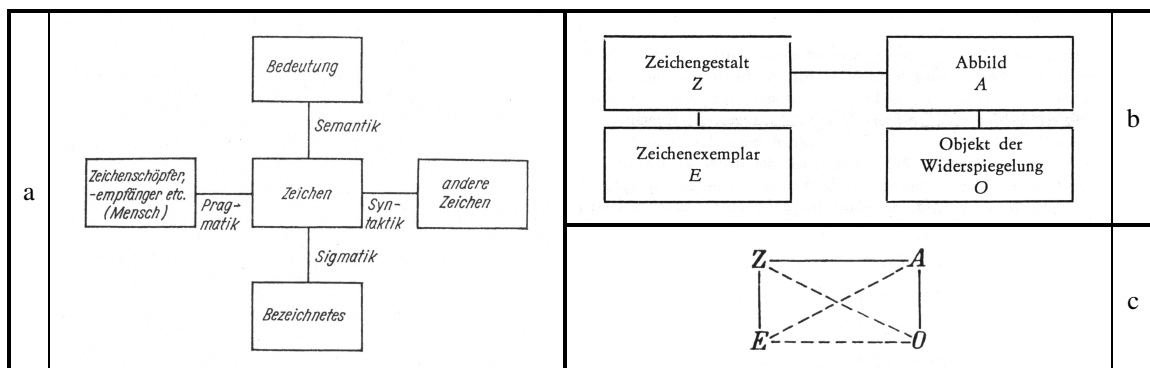 a
Bedeutung
Semantik
Zeichenschöpfer,
-empfänger etc.
(Mensch)
Prag-
matik
Zeichen
Syn-
taktik
andere
Zeichen
Sigmatik
Bezeichnetes
Zeichengestalt
Z
Abbild
A
Zeichenexemplar
E
Objekt der
Widerspiegelung
O
b
Z A
E O
c